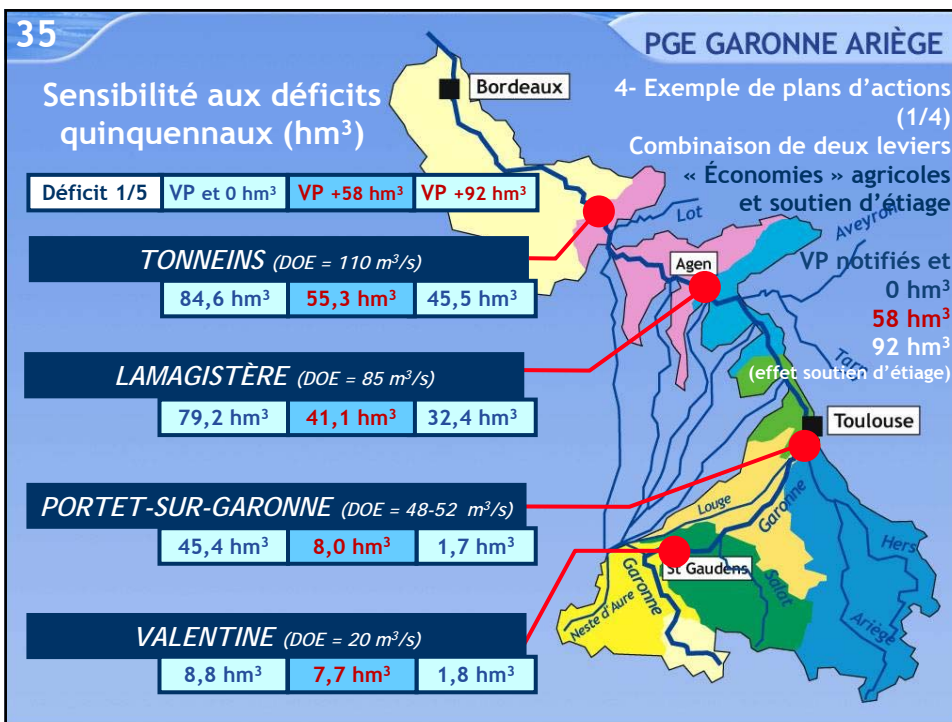 35
PGE GARONNE ARIÈGE
Sensibilité aux déficits
quinquennaux (hm³)
4- Exemple de plans d’actions
(1/4)
Combinaison de deux leviers
« Économies » agricoles
et soutien d’étiage
VP notifiés et
0 hm³
58 hm³
92 hm³
(effet soutien d’étiage)
Déficit 1/5 VP et 0 hm³ VP +58 hm³ VP +92 hm³
TONNEINS (DOE = 110 m³/s)
84,6 hm³ 55,3 hm³ 45,5 hm³
LAMAGISTÈRE (DOE = 85 m³/s)
79,2 hm³ 41,1 hm³ 32,4 hm³
PORTET-SUR-GARONNE (DOE = 48-52 m³/s)
45,4 hm³ 8,0 hm³ 1,7 hm³
VALENTINE (DOE = 20 m³/s)
8,8 hm³ 7,7 hm³ 1,8 hm³
Bordeaux
Lot
Aveyron
Agen
Tarn
Toulouse
Louge
Garonne
Hers
St Gaudens
Salat
Garonne
Neste d’Aure
Ariège